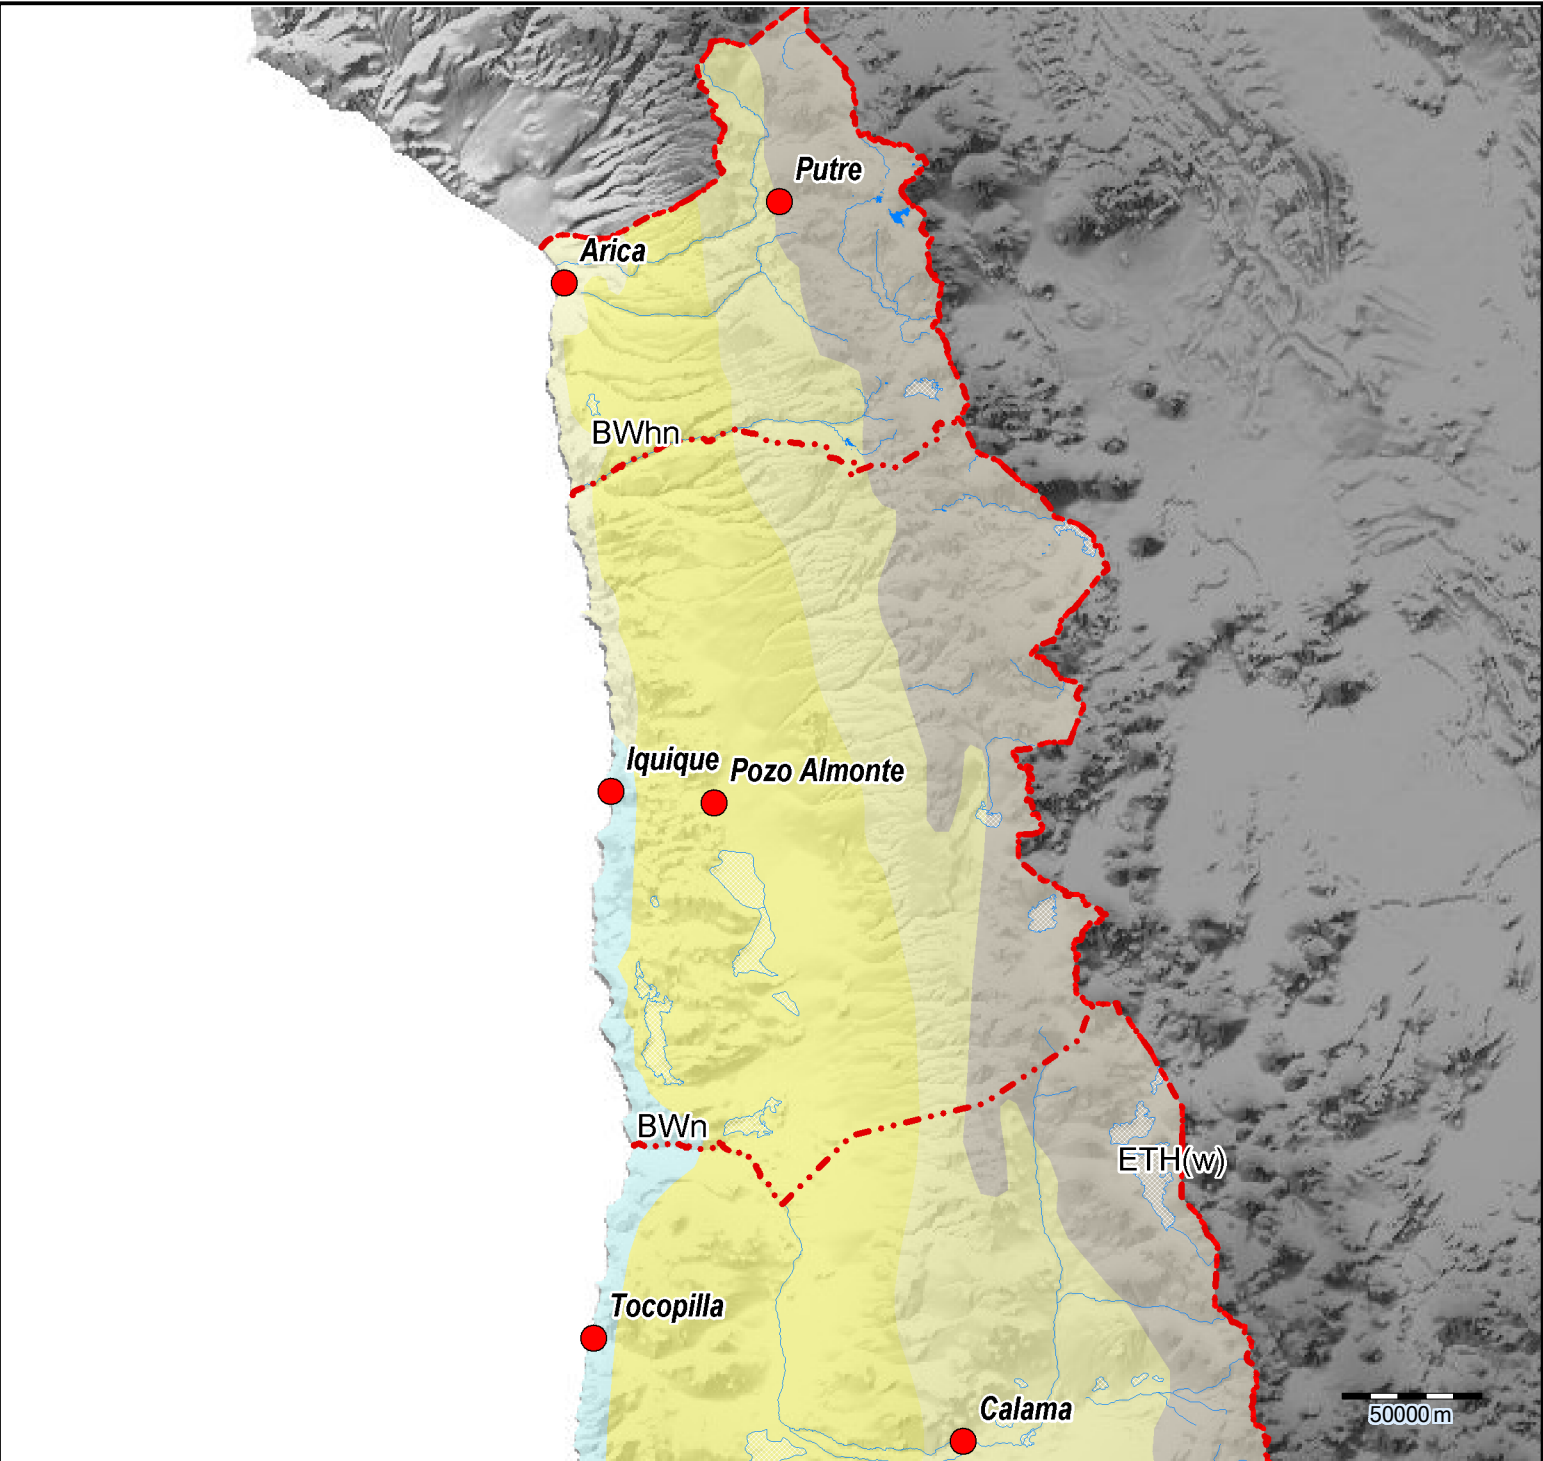 Putre
Arica
BWhn
Iquique
Pozo Almonte
BWn
ETH(w)
Tocopilla
Calama
50000 m